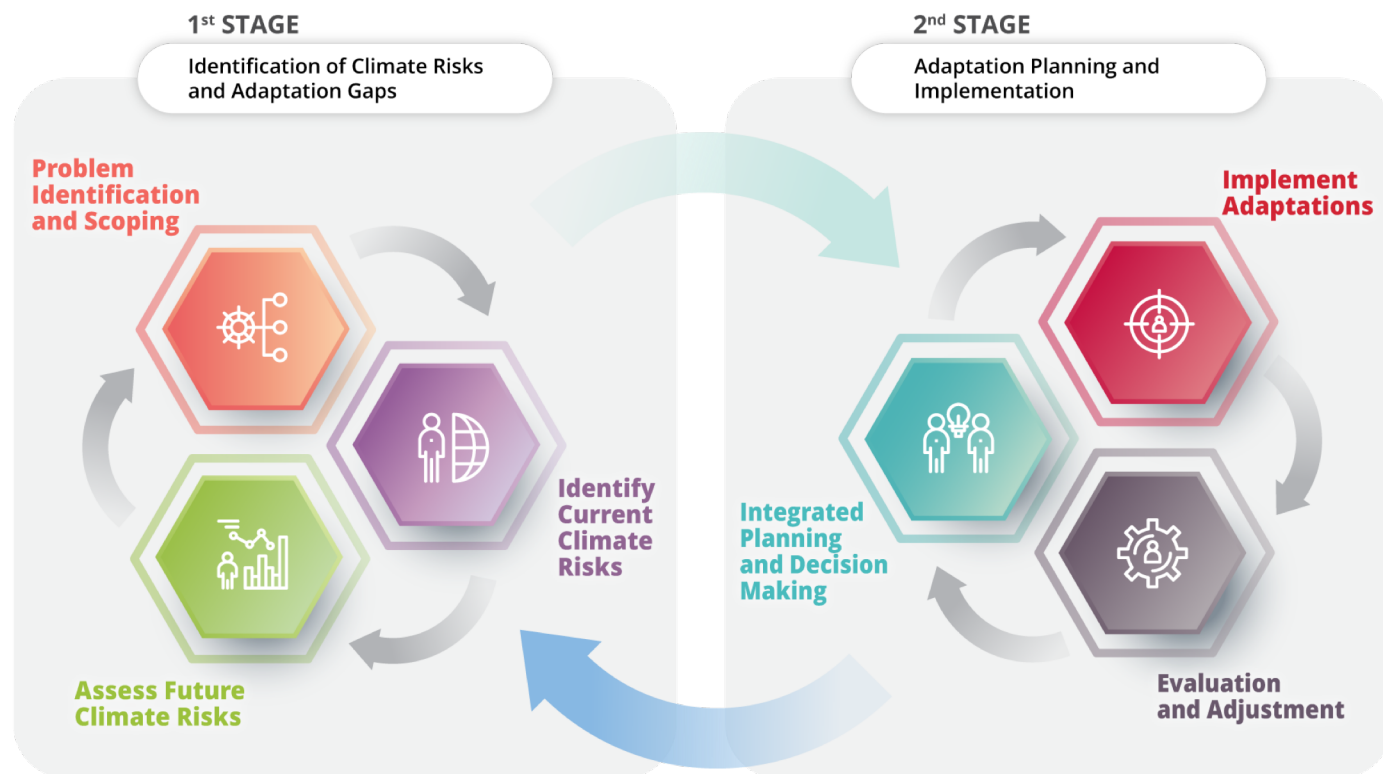 1st STAGE
Identification of Climate Risks
and Adaptation Gaps
Problem
Identification
and Scoping
Identify
Current
Climate
Risks
Assess Future
Climate Risks
2nd STAGE
Adaptation Planning and
Implementation
Implement
Adaptations
Integrated
Planning
and Decision
Making
Evaluation
and Adjustment